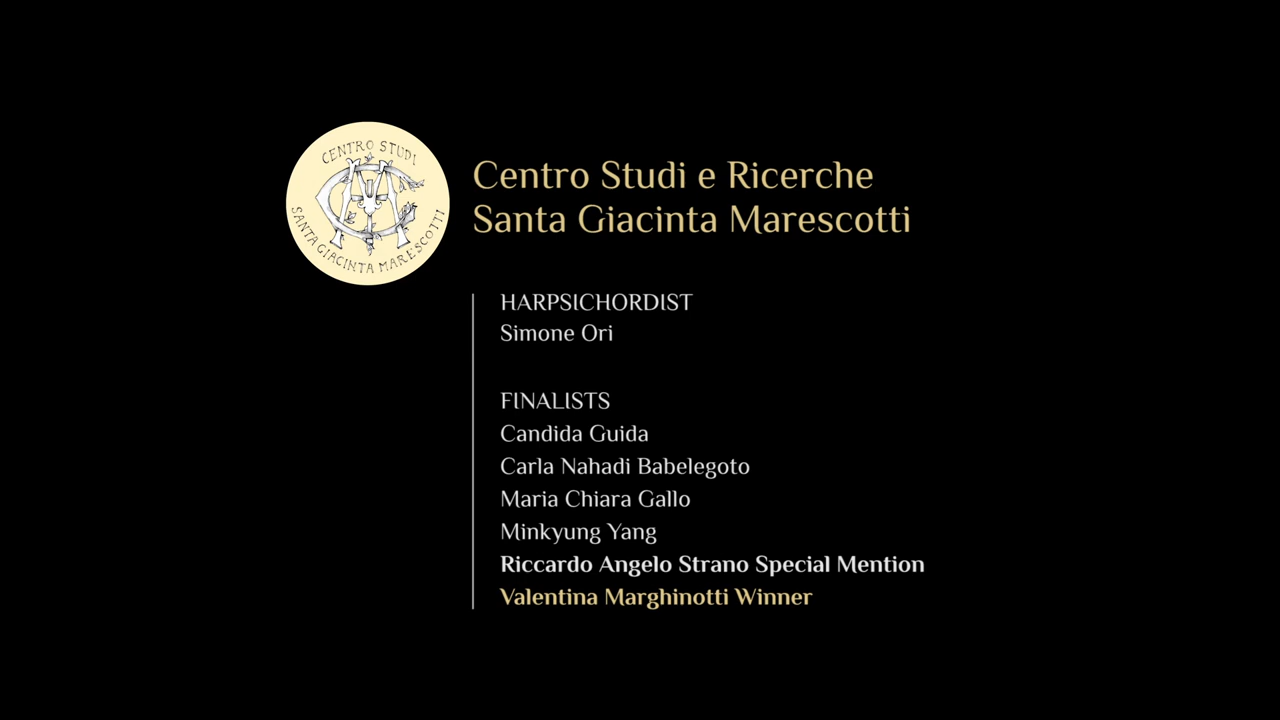 CENTRO STUDI
SANTA GIACINTA MARESCOTTI
Centro Studi e Ricerche
Santa Giacinta Marescotti
HARPSICHORDIST
Simone Ori
FINALISTS
Candida Guida
Carla Nahadi Babelegoto
Maria Chiara Gallo
Minkyung Yang
Riccardo Angelo Strano Special Mention
Valentina Marghinotti Winner